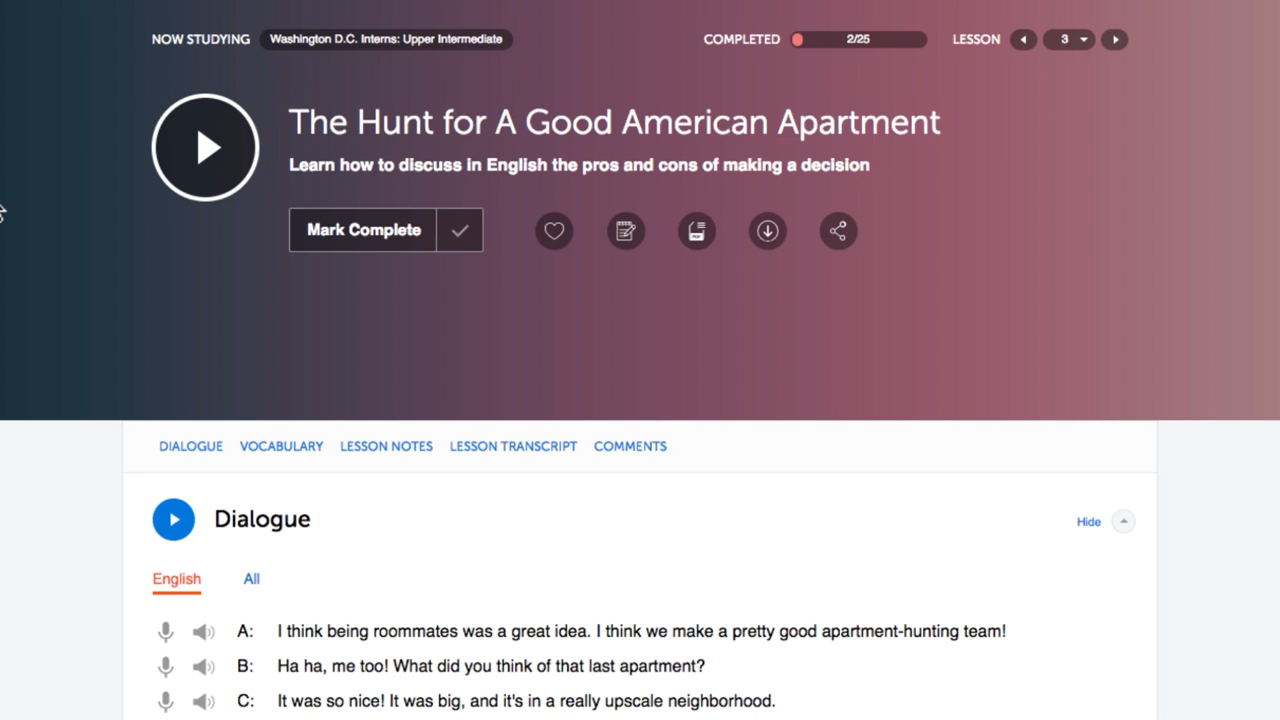 NOW STUDYING Washington D.C. Interns: Upper Intermediate COMPLETED 2/25 LESSON 3
The Hunt for A Good American Apartment
Learn how to discuss in English the pros and cons of making a decision
Mark Complete
PDF
DIALOGUE VOCABULARY LESSON NOTES LESSON TRANSCRIPT COMMENTS
Dialogue Hide
English All
A: I think being roommates was a great idea. I think we make a pretty good apartment-hunting team!
B: Ha ha, me too! What did you think of that last apartment?
C: It was so nice! It was big, and it's in a really upscale neighborhood.